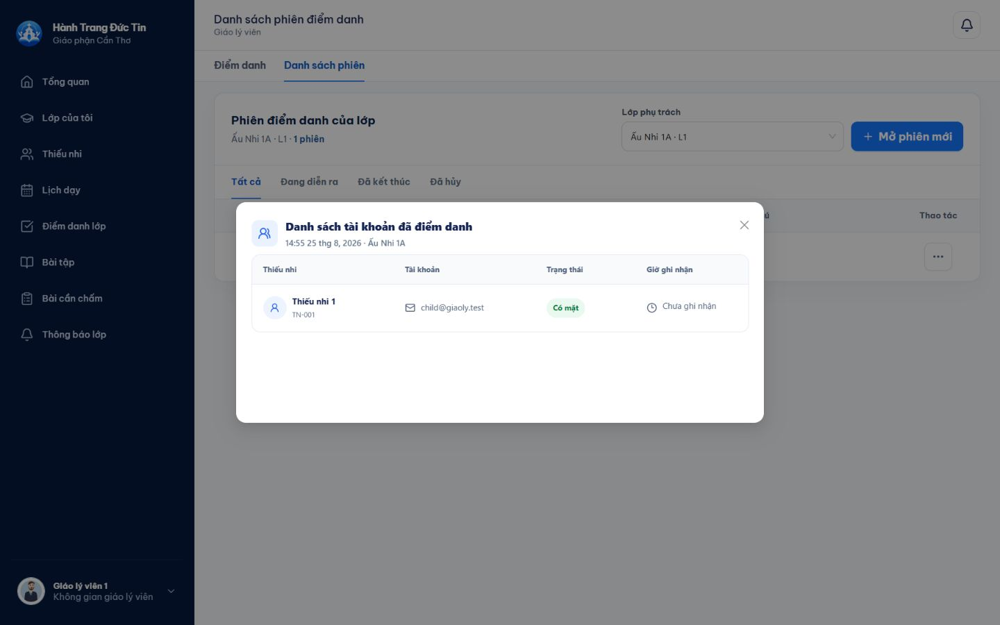 Hành Trang Đức Tin
Giáo phận Cần Thơ
Tổng quan
Lớp của tôi
Thiếu nhi
Lịch dạy
Điểm danh lớp
Bài tập
Bài cần chấm
Thông báo lớp
Giáo lý viên 1
Không gian giáo lý viên
Danh sách phiên điểm danh
Giáo lý viên
Điểm danh
Danh sách phiên
Phiên điểm danh của lớp
Ấu Nhi 1A · L1 · 1 phiên
Lớp phụ trách
Ấu Nhi 1A · L1
Mở phiên mới
Tất cả
Đang diễn ra
Đã kết thúc
Đã hủy
Thao tác
Danh sách tài khoản đã điểm danh
14:55 25 thg 8, 2026 · Ấu Nhi 1A
Thiếu nhi
Tài khoản
Trạng thái
Giờ ghi nhận
Thiếu nhi 1
TN-001
child@giaoly.test
Có mặt
Chưa ghi nhận